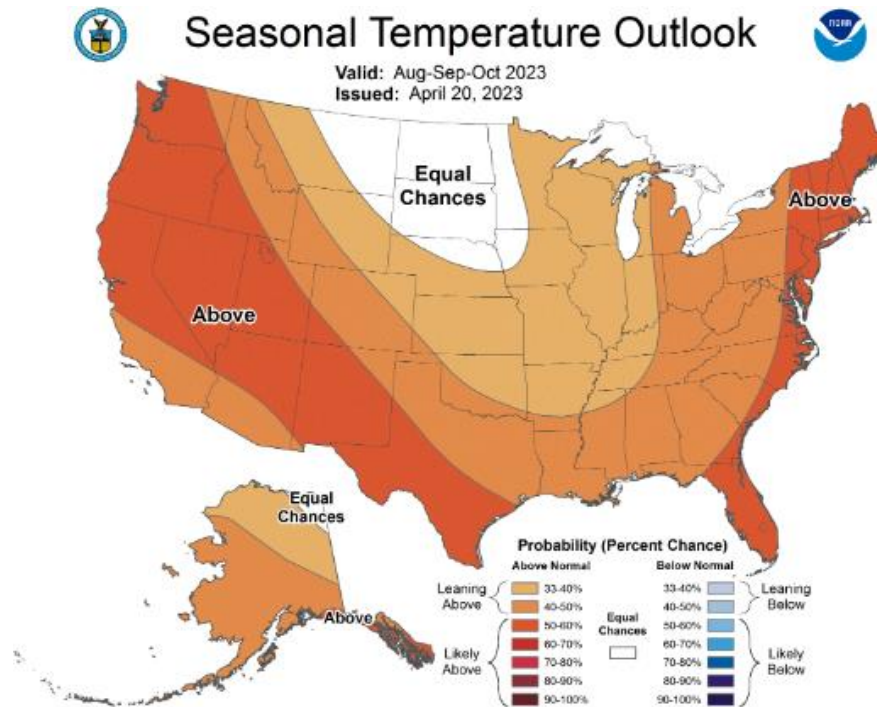 Seasonal Temperature Outlook
NOAA
Valid: Aug-Sep-Oct 2023
Issued: April 20, 2023
Equal
Chances
Above
Above
Equal
Chances
Above
Probability (Percent Chance)
Above Normal
Below Normal
Leaning
Above
33-40%
40-50%
Likely
Above
50-60%
60-70%
70-80%
80-90%
90-100%
Equal
Chances
33-40%
40-50%
Leaning
Below
50-60%
60-70%
70-80%
80-90%
90-100%
Likely
Below